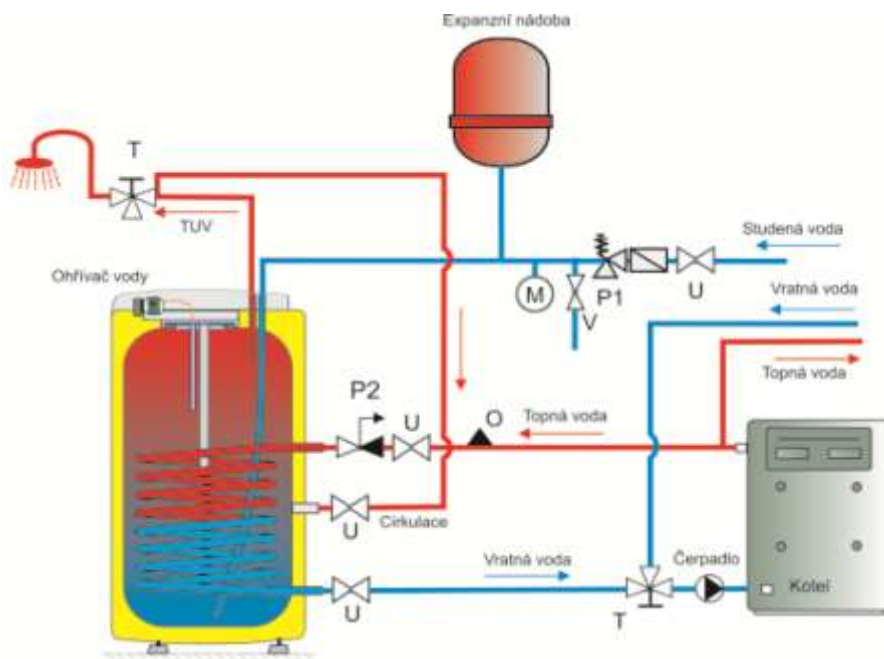 Expanzní nádoba
T
TUV
Studená voda
Ohřívač vody
M
V
P1
U
Vratná voda
Topná voda
P2
U
O
Topná voda
U
Cirkulace
Vratná voda
Čerpadlo
Kotel
U
T